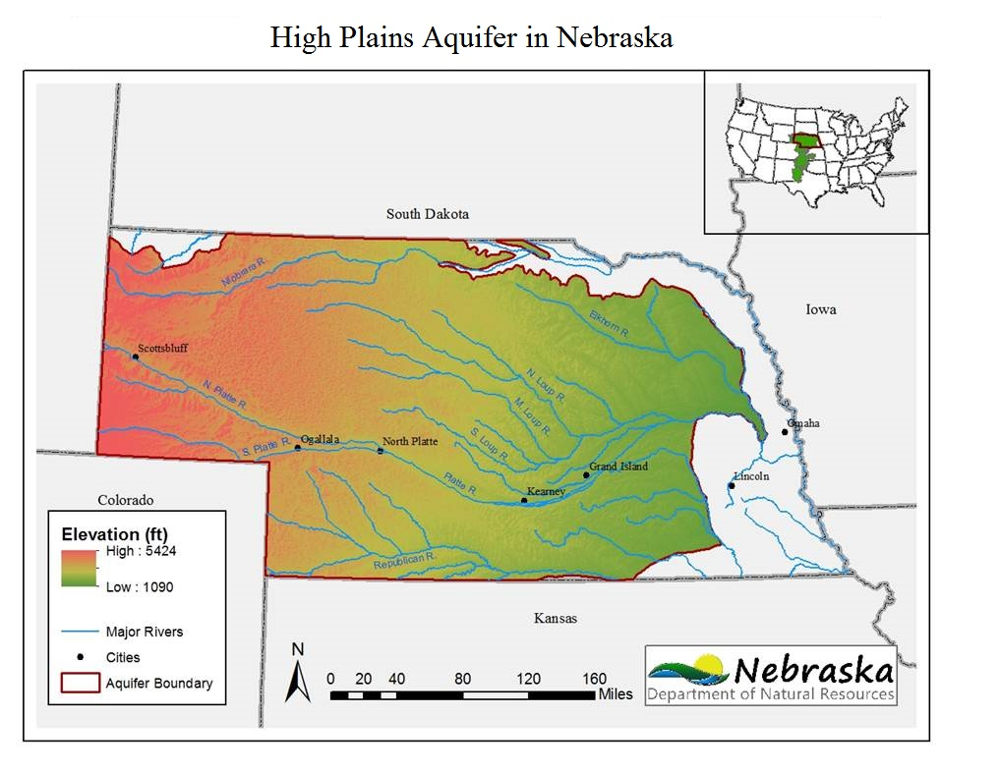 High Plains Aquifer in Nebraska
South Dakota
Iowa
Niobrara R.
Elkhorn R.
Scottsbluff
N. Platte R.
N. Loup R.
M. Loup R.
S. Loup R.
Omaha
S. Platte R.
Ogallala
North Platte
Grand Island
Lincoln
Platte R.
Kearney
Colorado
Republican R.
Kansas
Elevation (ft)
High : 5424
Low : 1090
Major Rivers
Cities
Aquifer Boundary
N
0 20 40 80 120 160
Miles
Nebraska
Department of Natural Resources